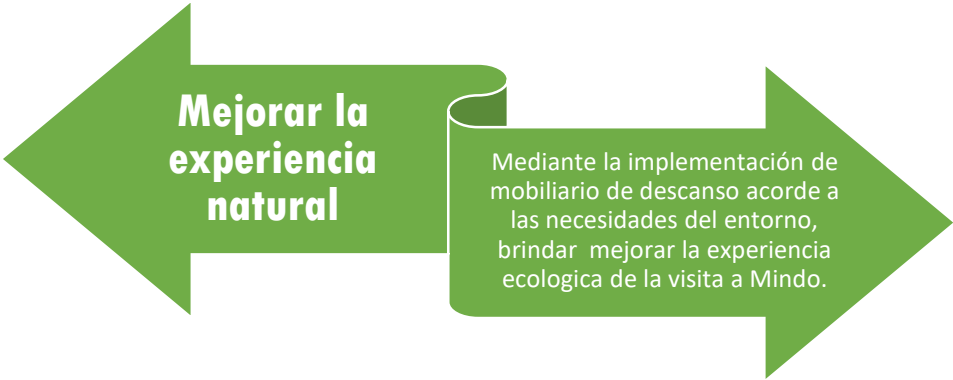 Mejorar la
experiencia
natural
Mediante la implementación de
mobiliario de descanso acorde a
las necesidades del entorno,
brindar  mejorar la experiencia
ecologica de la visita a Mindo.